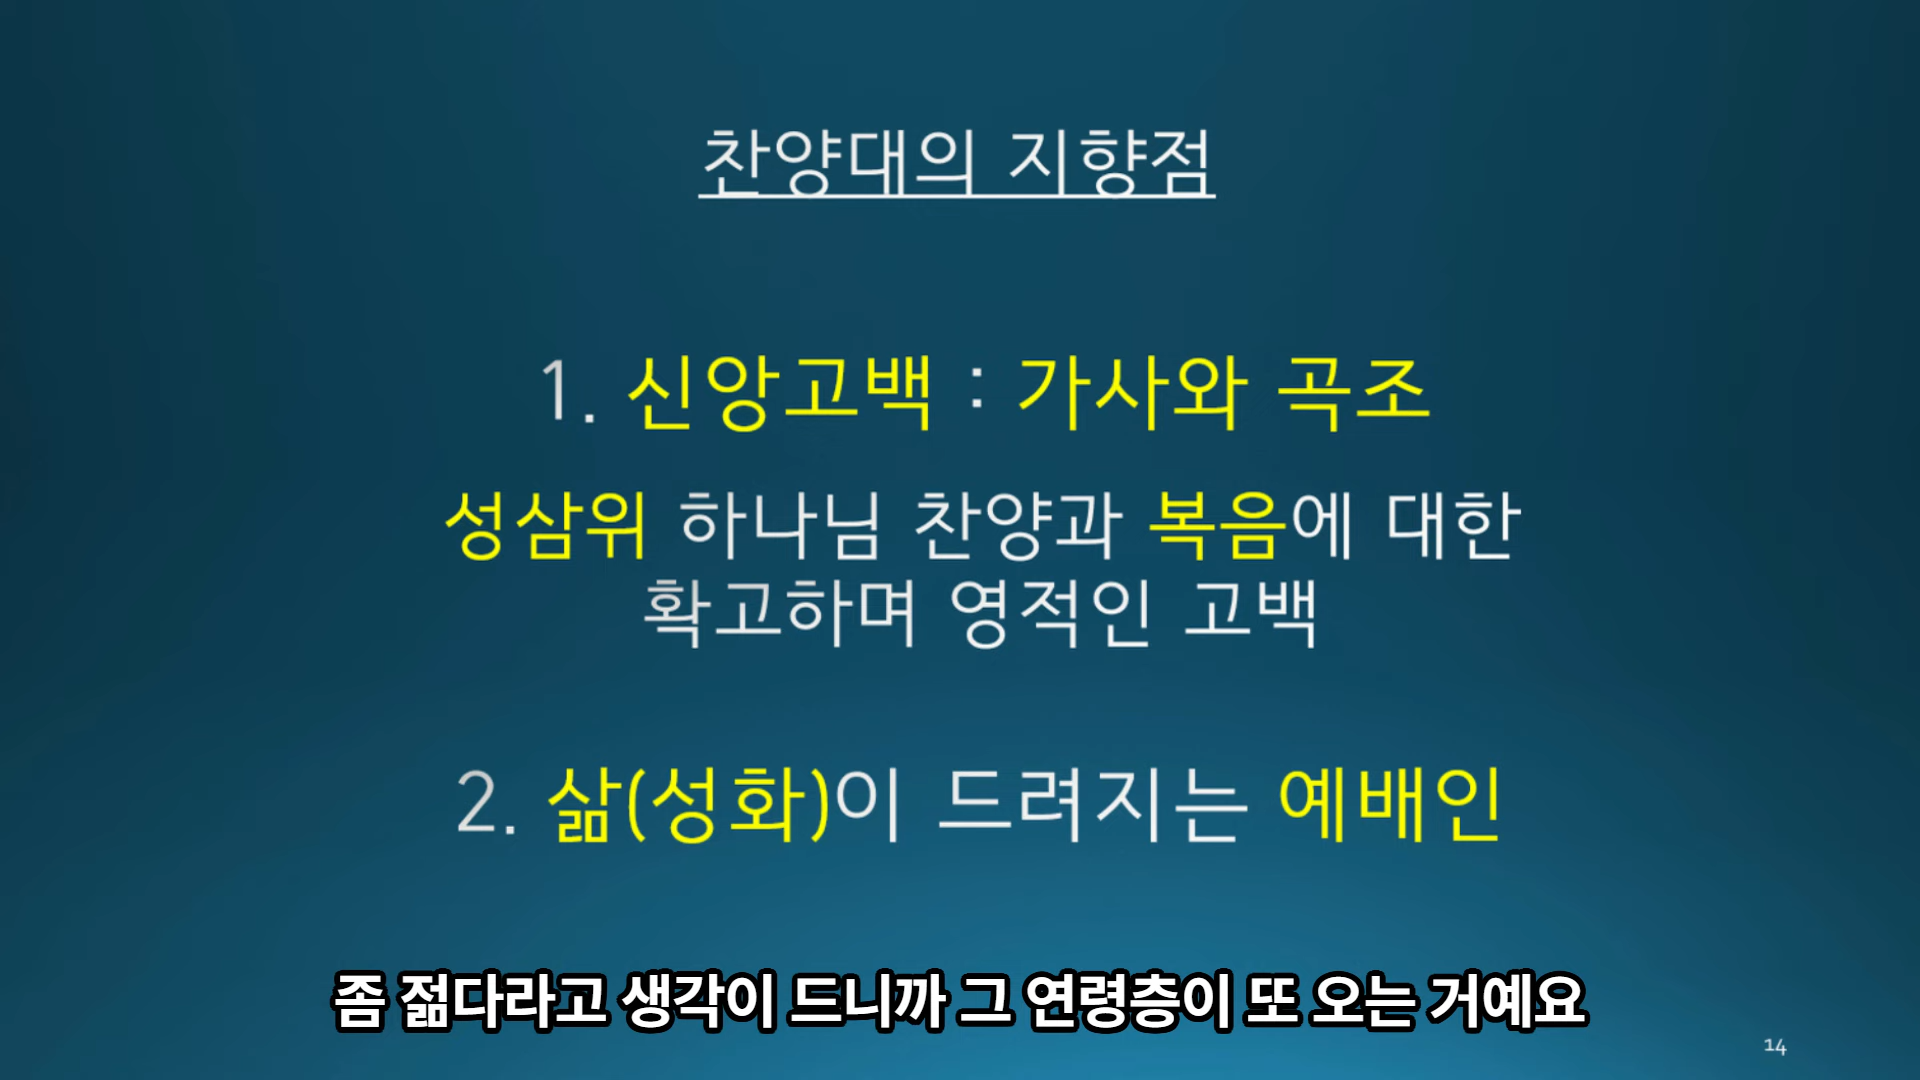 찬양대의 지향점
1. 신앙고백 : 가사와 곡조
성삼위 하나님 찬양과 복음에 대한
확고하며 영적인 고백
2. 삶(성화)이 드려지는 예배인
좀 젊다라고 생각이 드니까 그 연령층이 또 오는 거예요
14